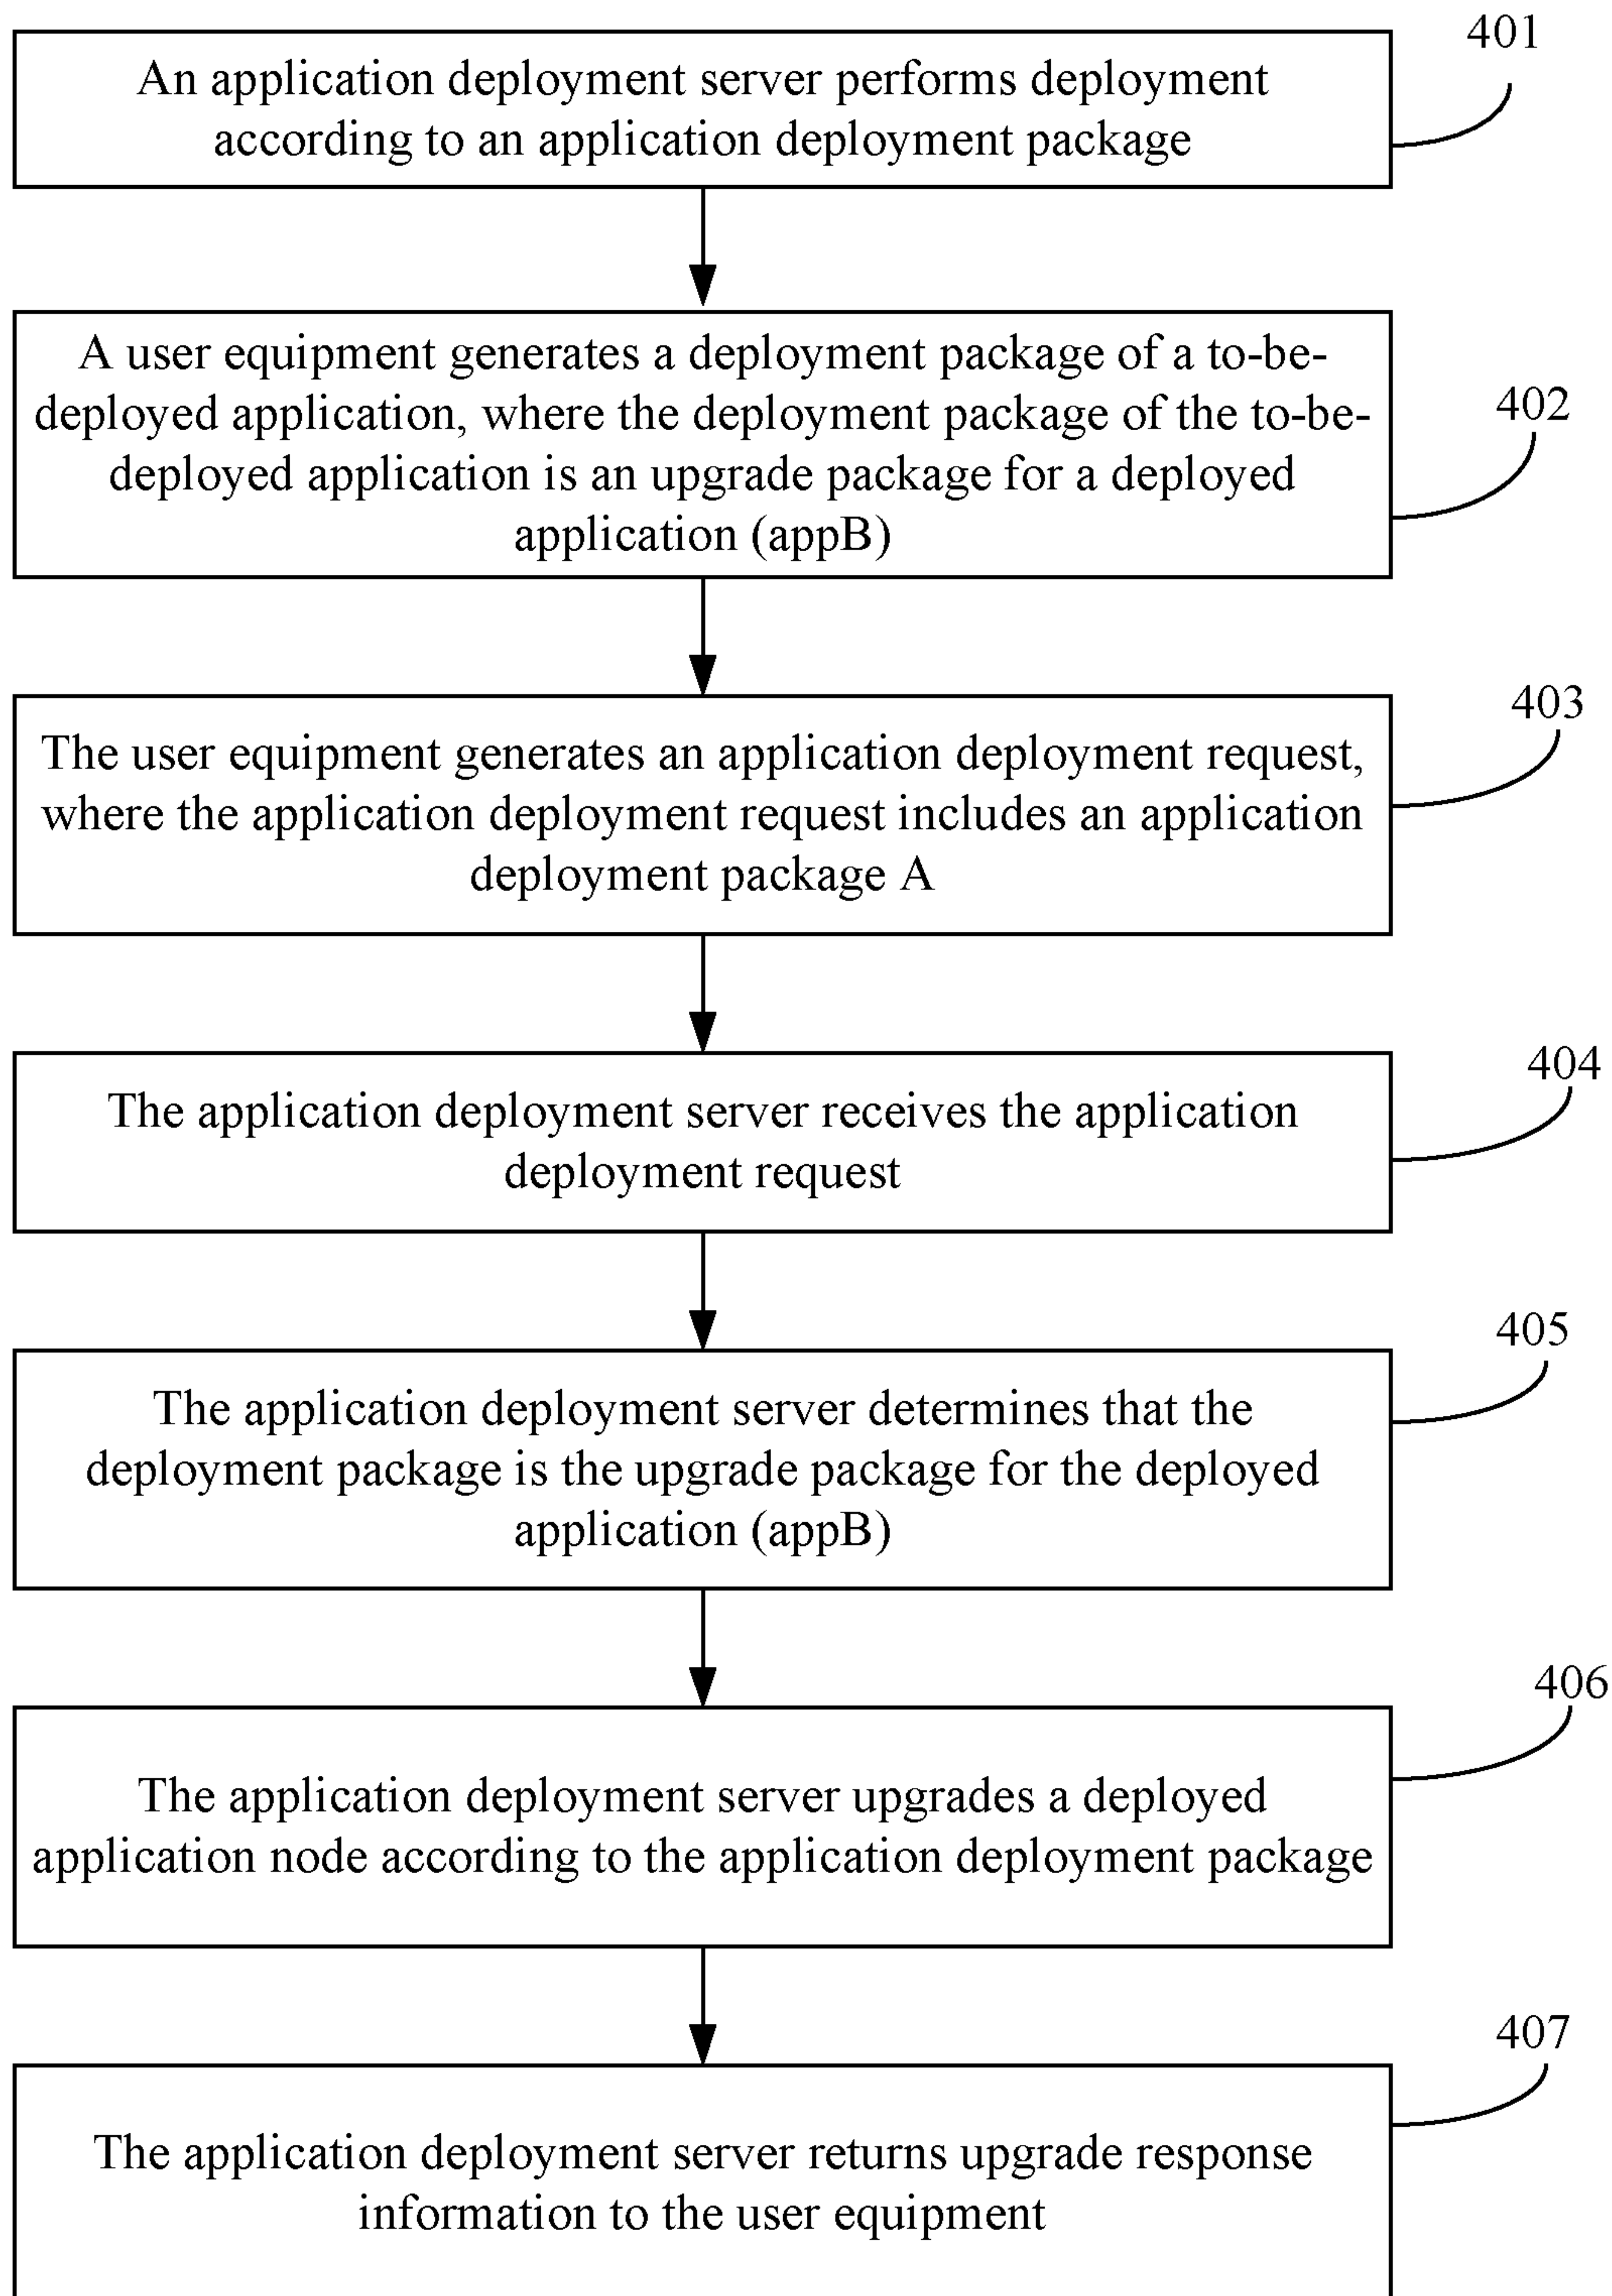 401
An application deployment server performs deployment
according to an application deployment package
A user equipment generates a deployment package of a to-be-
deployed application, where the deployment package of the to-be-
deployed application is an upgrade package for a deployed
application (appB)
402
403
The user equipment generates an application deployment request,
where the application deployment request includes an application
deployment package A
404
The application deployment server receives the application
deployment request
405
The application deployment server determines that the
deployment package is the upgrade package for the deployed
application (appB)
406
The application deployment server upgrades a deployed
application node according to the application deployment package
407
The application deployment server returns upgrade response
information to the user equipment